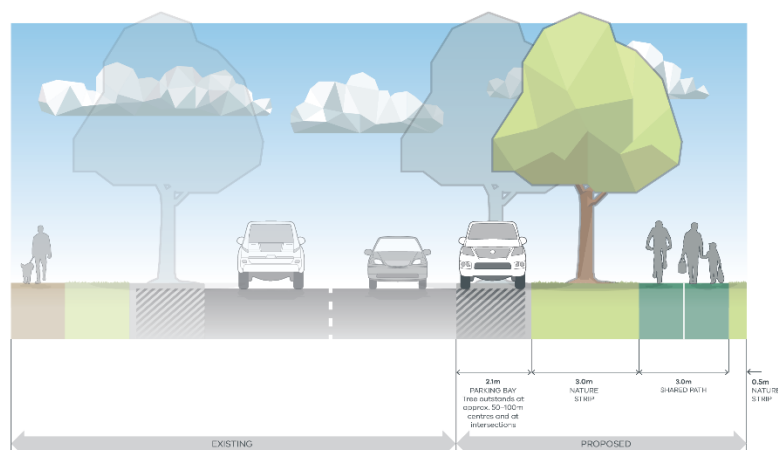 2.1m
PARKING BAY
Tree outstands at
approx. 50-100m
centres and at
intersections
3.0m
NATURE
STRIP
3.0m
SHARED PATH
0.5m
NATURE
STRIP
EXISTING
PROPOSED